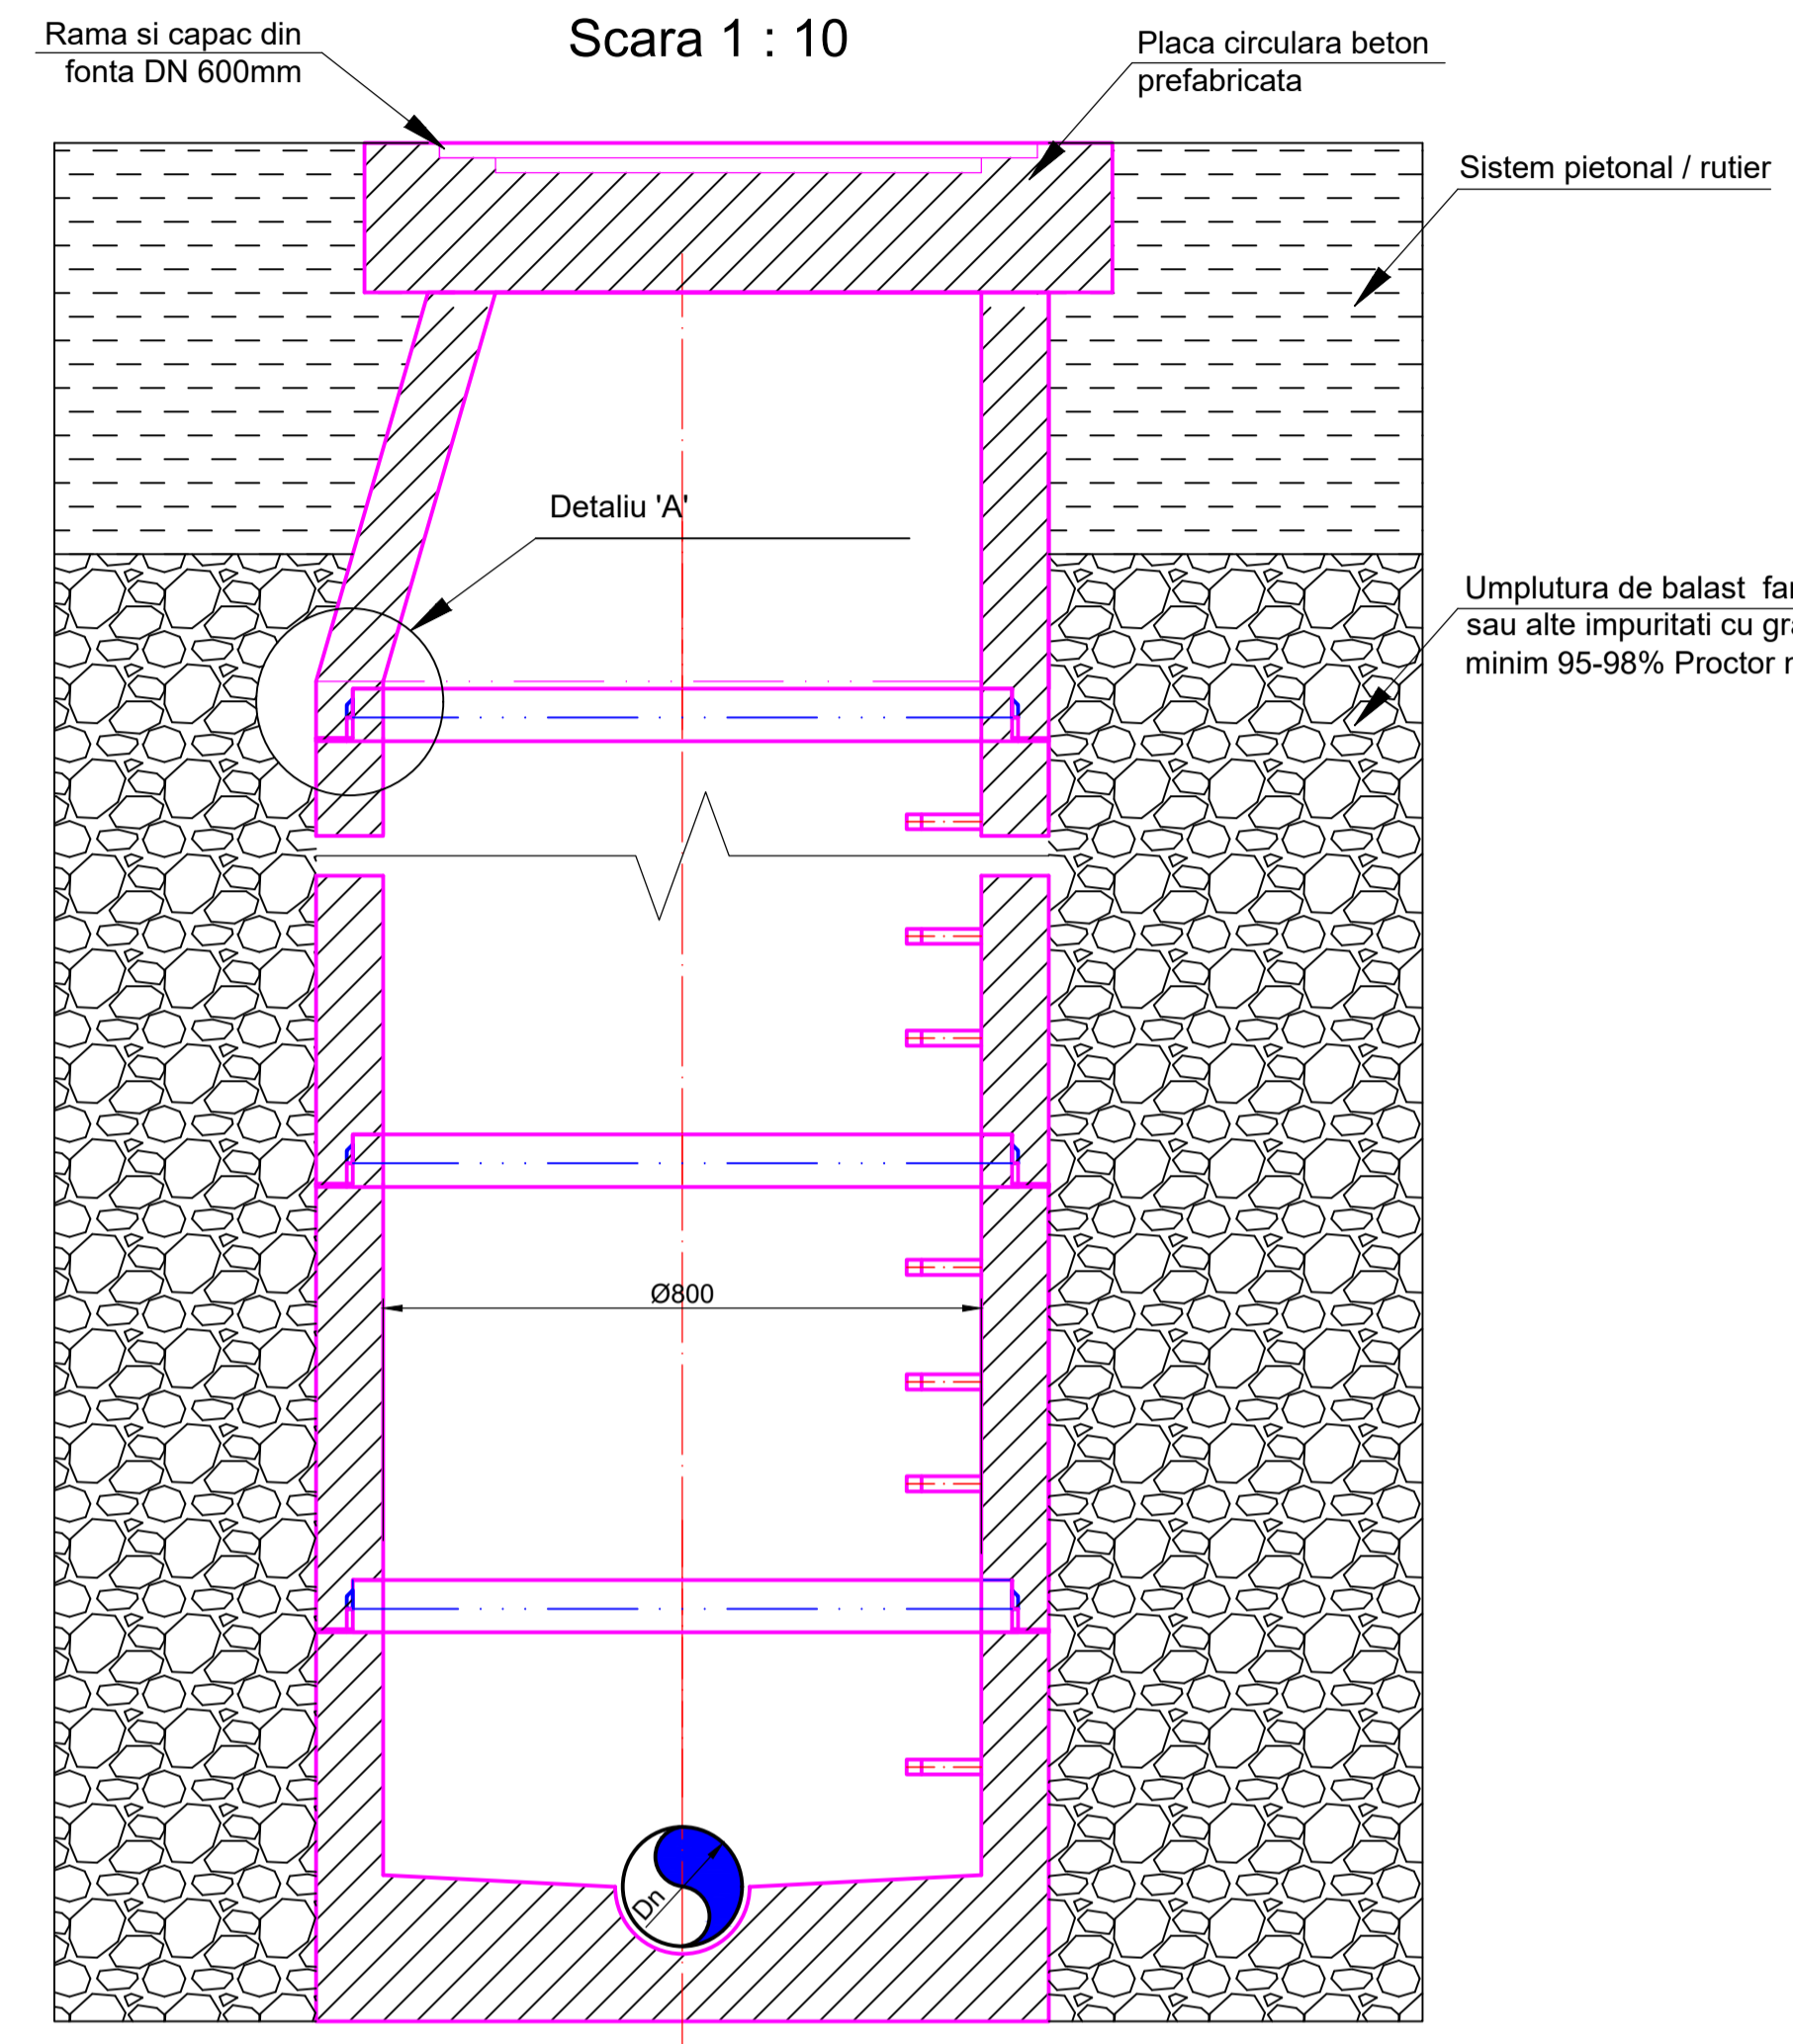 Scara 1 : 10
Rama si capac din
fonta DN 600mm
Placa circulara beton
prefabricata
Sistem pietonal / rutier
Detaliu 'A'
Umplutura de balast
sau alte impuritati cu
minim 95-98% Proctor
Ø800
Dn